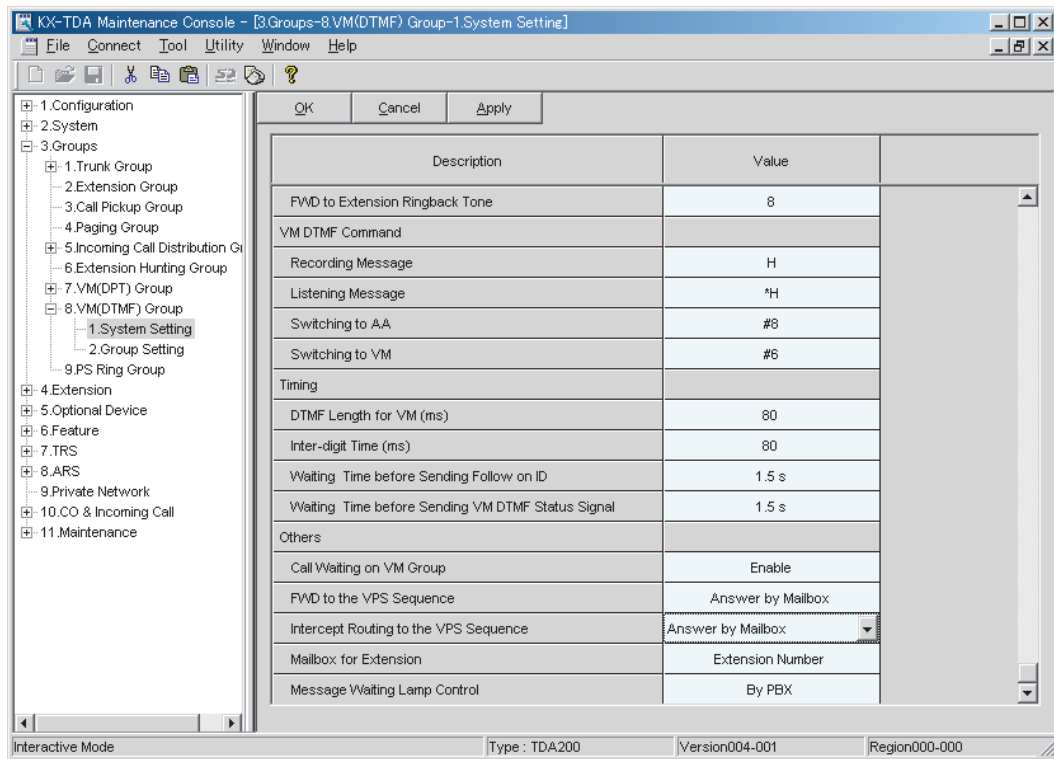 KX-TDA Maintenance Console - [3.Groups-8.VM(DTMF) Group-1.System Setting]
File Connect Tool Utility Window Help
OK Cancel Apply
1.Configuration
2.System
3.Groups
1.Trunk Group
2.Extension Group
3.Call Pickup Group
4.Paging Group
5.Incoming Call Distribution Gr
6.Extension Hunting Group
7.VM(DPT) Group
8.VM(DTMF) Group
1.System Setting
2.Group Setting
9.PS Ring Group
4.Extension
5.Optional Device
6.Feature
7.TRS
8.ARS
9.Private Network
10.CO & Incoming Call
11.Maintenance
Description Value
FWD to Extension Ringback Tone 8
VM DTMF Command
Recording Message H
Listening Message *H
Switching to AA #8
Switching to VM #6
Timing
DTMF Length for VM (ms) 80
Inter-digit Time (ms) 80
Waiting Time before Sending Follow on ID 1.5 s
Waiting Time before Sending VM DTMF Status Signal 1.5 s
Others
Call Waiting on VM Group Enable
FWD to the VPS Sequence Answer by Mailbox
Intercept Routing to the VPS Sequence Answer by Mailbox
Mailbox for Extension Extension Number
Message Waiting Lamp Control By PBX
Interactive Mode Type : TDA200 Version004-001 Region000-000